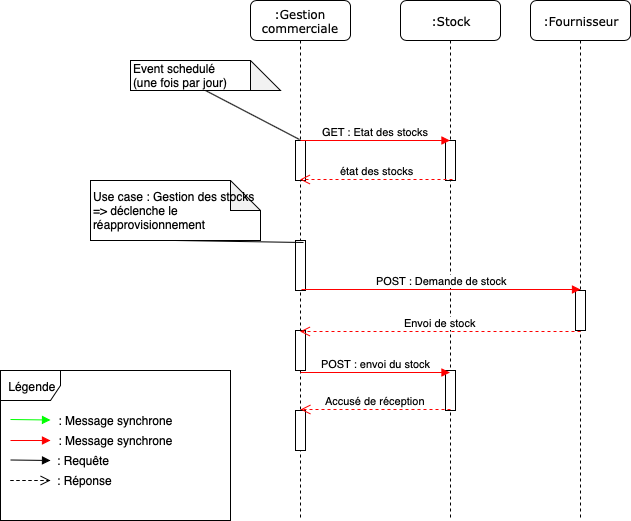 :Gestion
commerciale
:Stock
:Fournisseur
Event schedulé
(une fois par jour)
GET : Etat des stocks
état des stocks
Use case : Gestion des stocks
=> déclenche le
réapprovisionnement
POST : Demande de stock
Envoi de stock
POST : envoi du stock
Accusé de réception
Légende
: Message synchrone
: Message synchrone
: Requête
: Réponse